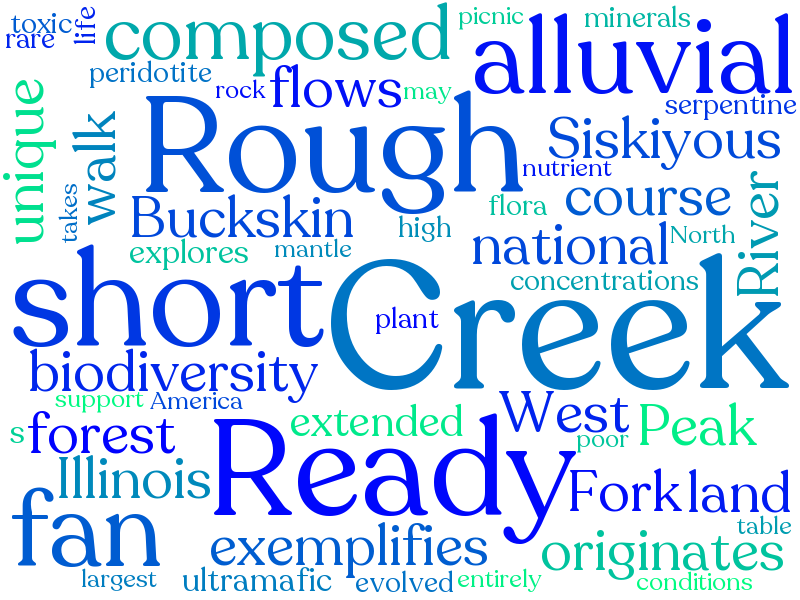 toxic
rare
life
composed
picnic
minerals
alluvial
peridotite
rock
flows
may
serpentine
unique
walk
Rough
Siskiyous
nutrient
takes
Buckskin
flora
course
River
explores
mantle
high
national
North
short
Creek
concentrations
plant
biodiversity
support
America
extended
West
Peak
s
forest
Ready
poor
Illinois
Fork
land
fan
exemplifies
originates
table
largest
ultramafic
evolved
entirely
conditions